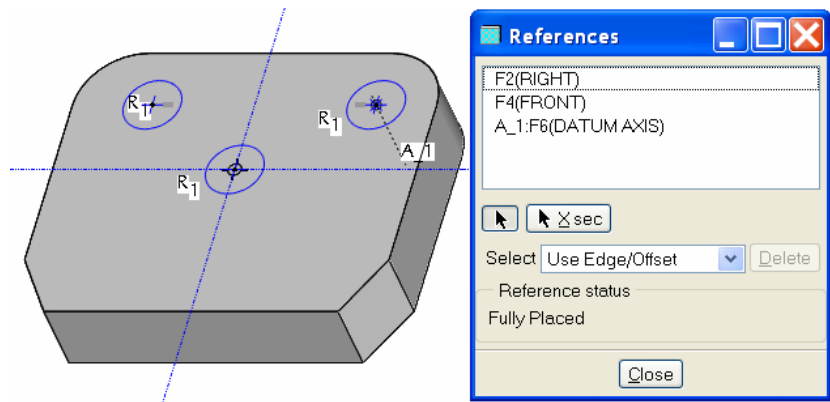 R1
R1
A_1
R1
References
F2(RIGHT)
F4(FRONT)
A_1:F6(DATUM AXIS)
X sec
Select Use Edge/Offset Delete
Reference status
Fully Placed
Close